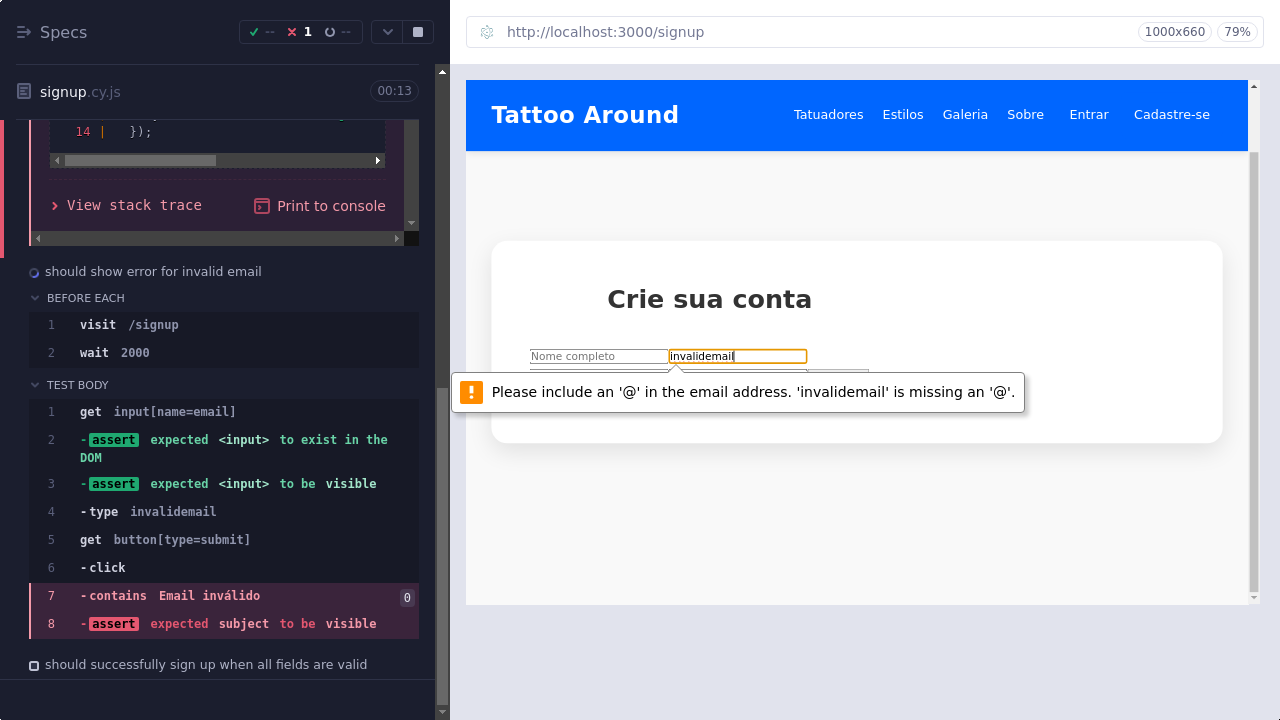 Specs
--
1
--
signup.cy.js
00:13
14 | });
View stack trace
Print to console
should show error for invalid email
BEFORE EACH
1 visit /signup
2 wait 2000
TEST BODY
1 get input[name=email]
2 -assert expected <input> to exist in the
DOM
3 -assert expected <input> to be visible
4 -type invalidemail
5 get button[type=submit]
6 -click
7 -contains Email inválido 0
8 -assert expected subject to be visible
should successfully sign up when all fields are valid
http://localhost:3000/signup
1000x660
79%
Tattoo Around
Tatuadores
Estilos
Galeria
Sobre
Entrar
Cadastre-se
Crie sua conta
Nome completo
invalidemail
Please include an '@' in the email address. 'invalidemail' is missing an '@'.